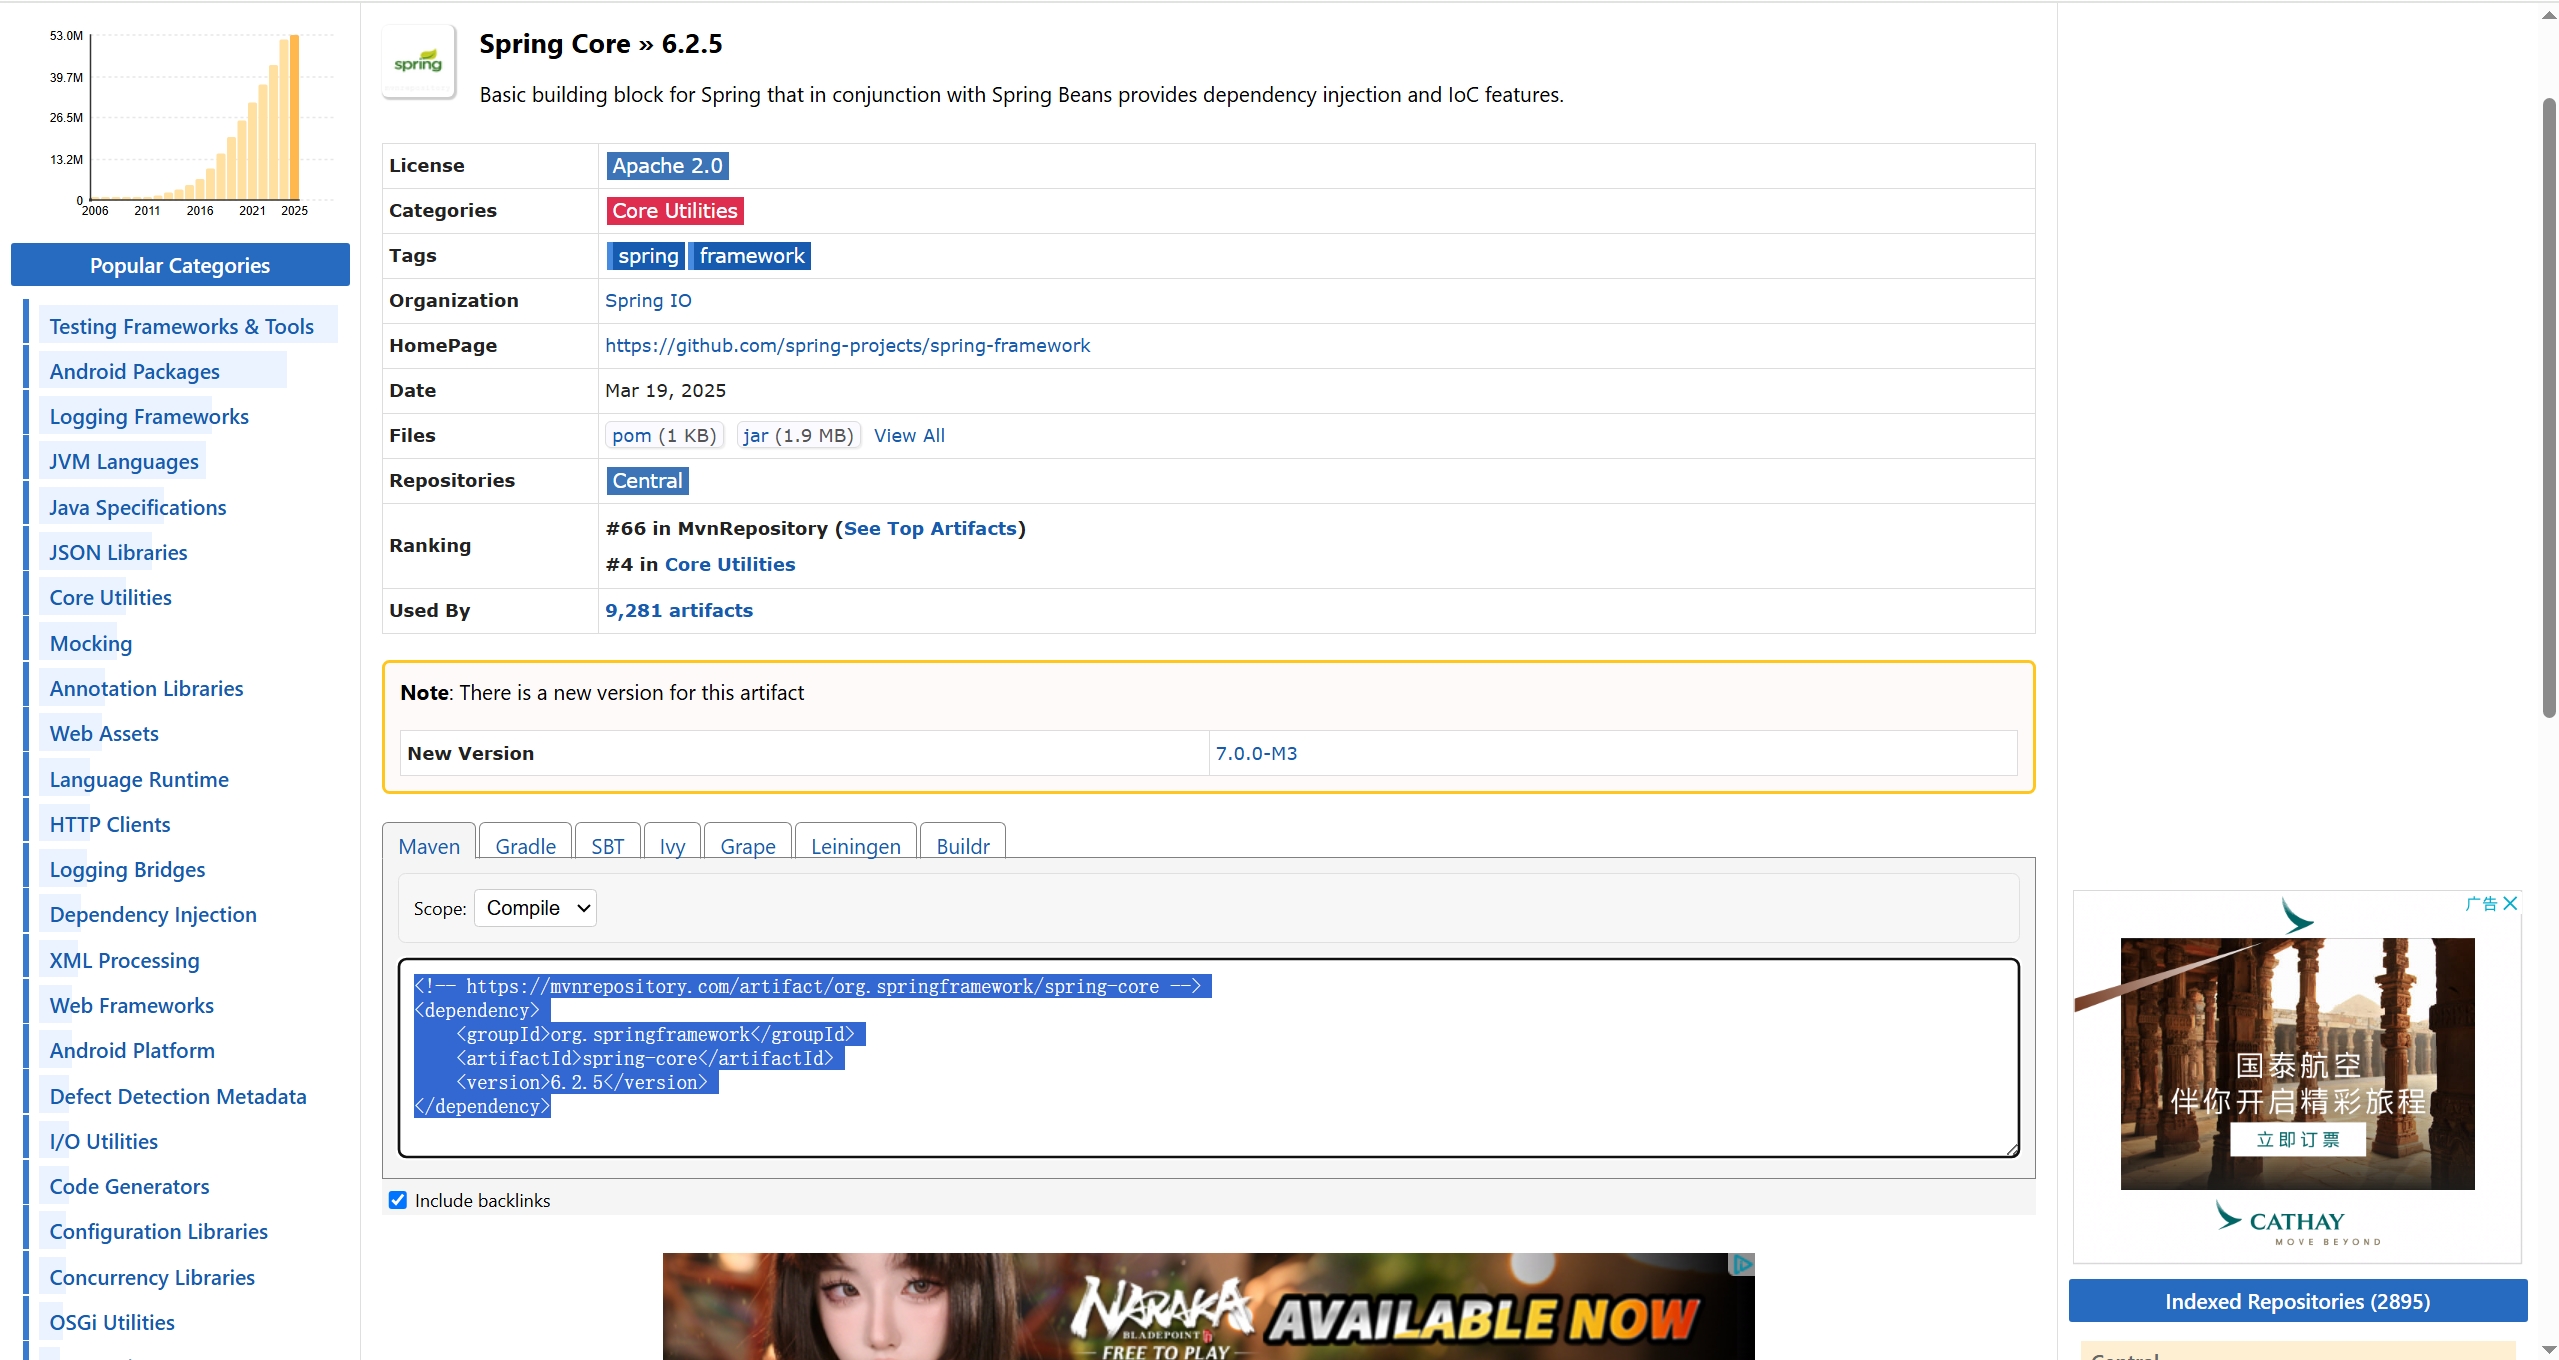 53.0M
39.7M
26.5M
13.2M
0
2006 2011 2016 2021 2025
Popular Categories
Testing Frameworks & Tools
Android Packages
Logging Frameworks
JVM Languages
Java Specifications
JSON Libraries
Core Utilities
Mocking
Annotation Libraries
Web Assets
Language Runtime
HTTP Clients
Logging Bridges
Dependency Injection
XML Processing
Web Frameworks
Android Platform
Defect Detection Metadata
I/O Utilities
Code Generators
Configuration Libraries
Concurrency Libraries
OSGi Utilities
spring
Spring Core » 6.2.5
Basic building block for Spring that in conjunction with Spring Beans provides dependency injection and IoC features.
License Apache 2.0
Categories Core Utilities
Tags spring framework
Organization Spring IO
HomePage https://github.com/spring-projects/spring-framework
Date Mar 19, 2025
Files pom (1 KB) jar (1.9 MB) View All
Repositories Central
Ranking #66 in MvnRepository (See Top Artifacts)
#4 in Core Utilities
Used By 9,281 artifacts
Note: There is a new version for this artifact
New Version 7.0.0-M3
Maven Gradle SBT Ivy Grape Leiningen Buildr
Scope: Compile
<!-- https://mvnrepository.com/artifact/org.springframework/spring-core -->
<dependency>
    <groupId>org.springframework</groupId>
    <artifactId>spring-core</artifactId>
    <version>6.2.5</version>
</dependency>
Include backlinks
NARAKA
BLADEPOINT
FREE TO PLAY
AVAILABLE NOW
广告
国泰航空
伴你开启精彩旅程
立即订票
CATHAY
MOVE BEYOND
Indexed Repositories (2895)